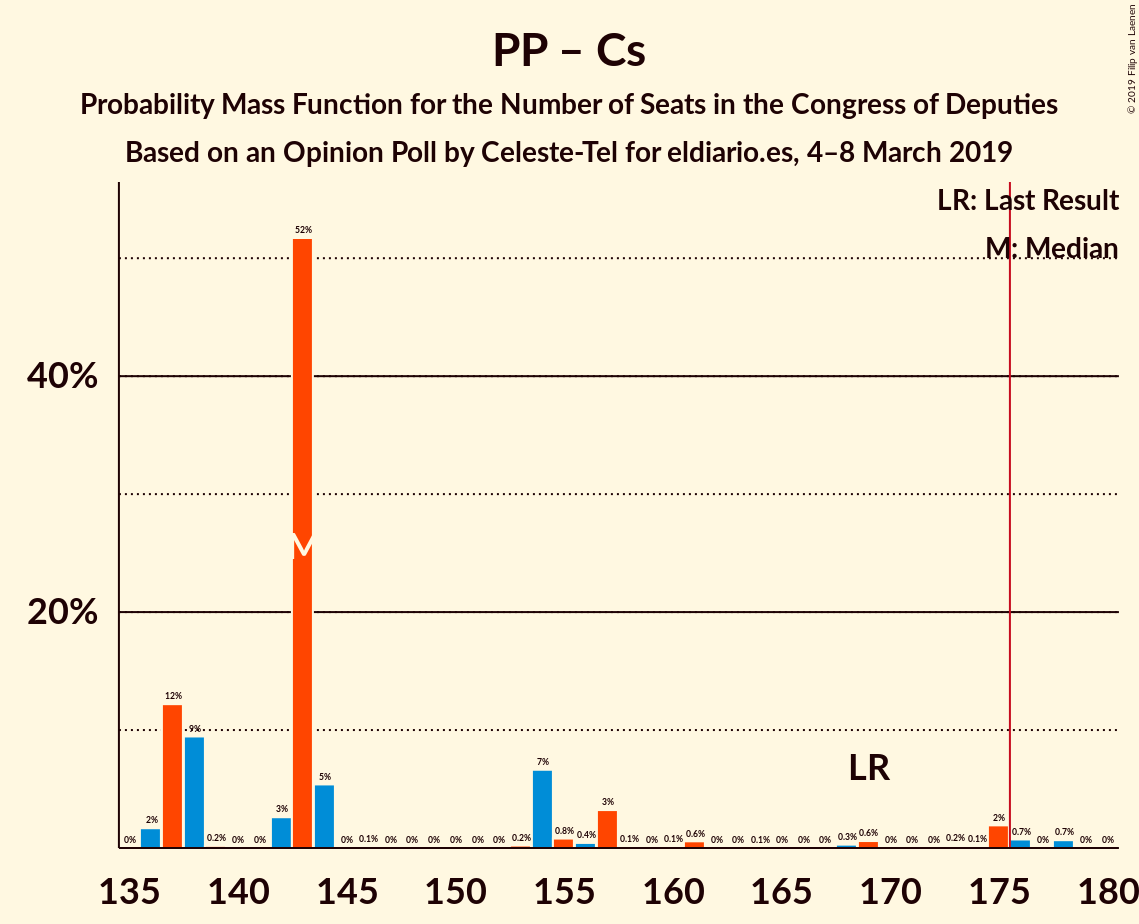 PP – Cs
Probability Mass Function for the Number of Seats in the Congress of Deputies
Based on an Opinion Poll by Celeste-Tel for eldiario.es, 4–8 March 2019
© 2019 Filip van Laenen
LR: Last Result
M: Median
52%
40%
M
20%
12%
9%
LR
7%
5%
3%
3%
0% 2% 0.2% 0% 0% 0% 0.1% 0% 0% 0% 0% 0% 0% 0.2% 0.8% 0.4% 0.1% 0% 0.1% 0.6% 0% 0% 0.1% 0% 0% 0% 0.3% 0.6% 0% 0% 0% 0.2% 0.1% 2% 0.7% 0% 0.7% 0% 0%
135 140 145 150 155 160 165 170 175 180